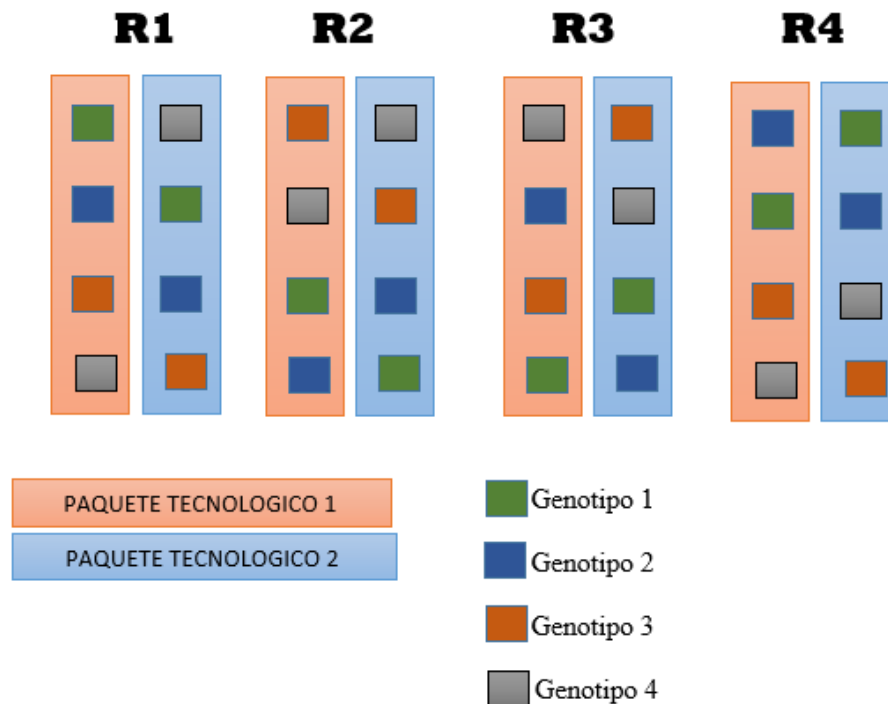 R1 R2 R3 R4
PAQUETE TECNOLOGICO 1
PAQUETE TECNOLOGICO 2
Genotipo 1
Genotipo 2
Genotipo 3
Genotipo 4